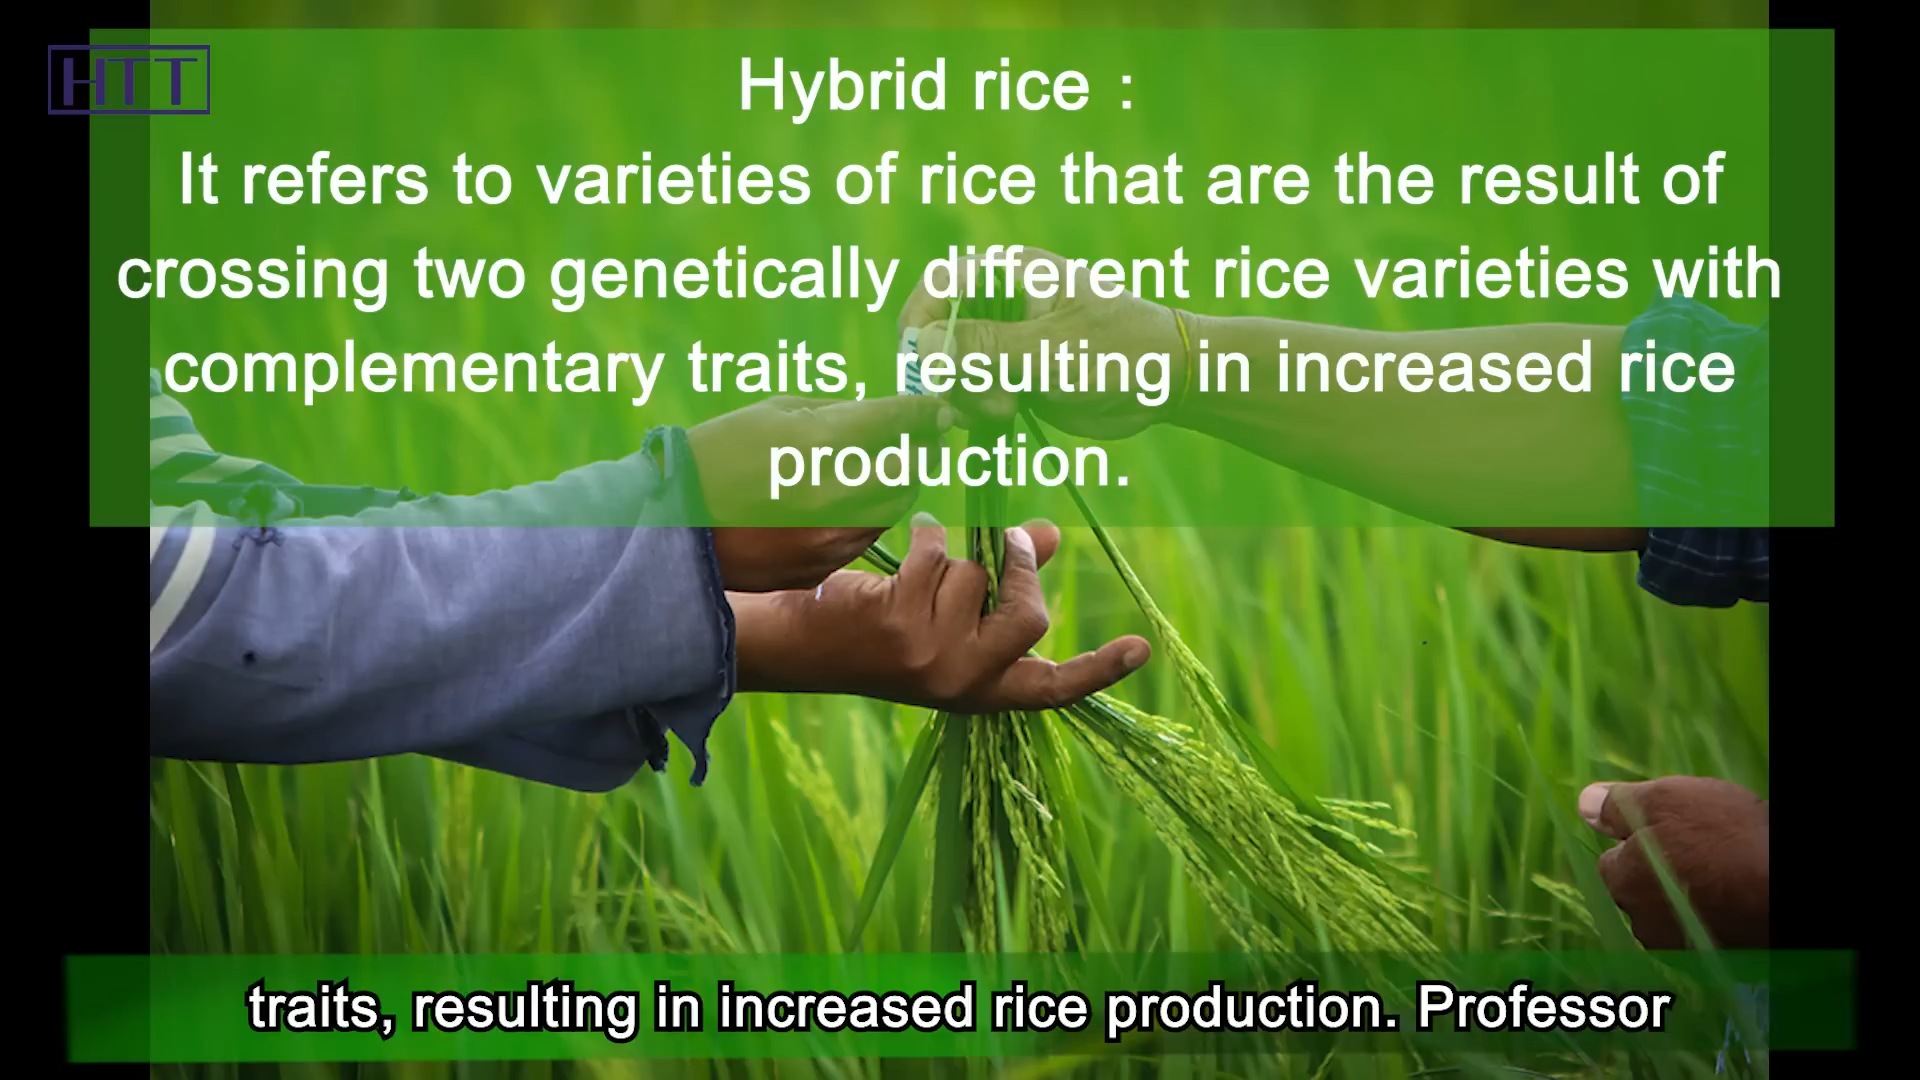 HTT
Hybrid rice :
It refers to varieties of rice that are the result of
crossing two genetically different rice varieties with
complementary traits, resulting in increased rice
production.
traits, resulting in increased rice production. Professor